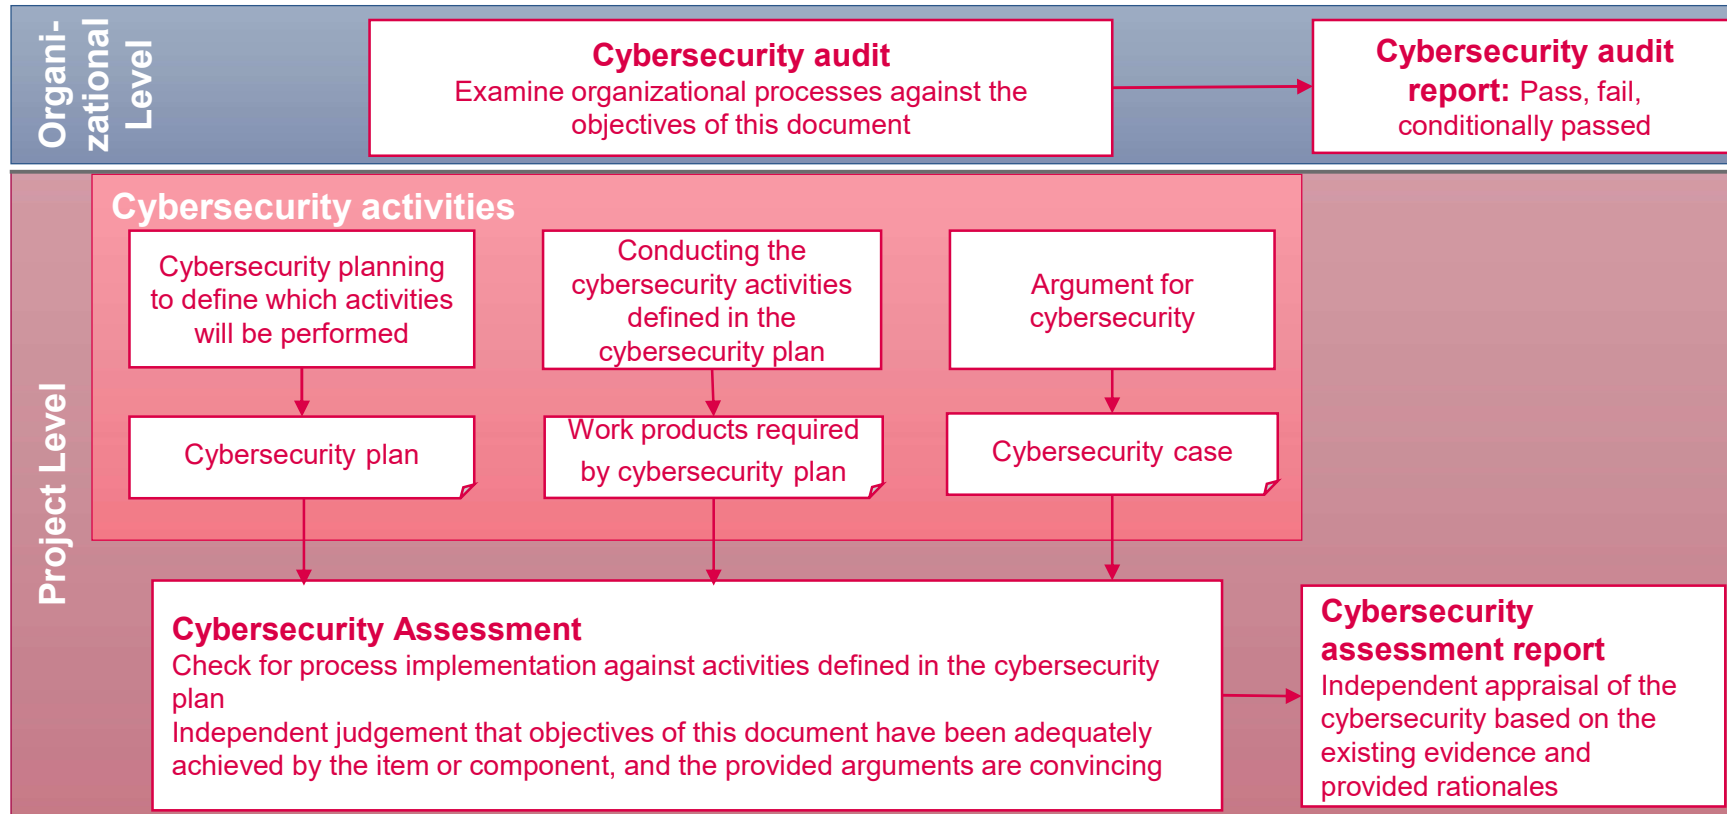 Organi-
zational
Level
Cybersecurity audit
Examine organizational processes against the
objectives of this document
Cybersecurity audit
report: Pass, fail,
conditionally passed
Project Level
Cybersecurity activities
Cybersecurity planning
to define which activities
will be performed
Conducting the
cybersecurity activities
defined in the
cybersecurity plan
Argument for
cybersecurity
Cybersecurity plan
Work products required
by cybersecurity plan
Cybersecurity case
Cybersecurity Assessment
Check for process implementation against activities defined in the cybersecurity
plan
Independent judgement that objectives of this document have been adequately
achieved by the item or component, and the provided arguments are convincing
Cybersecurity
assessment report
Independent appraisal of the
cybersecurity based on the
existing evidence and
provided rationales